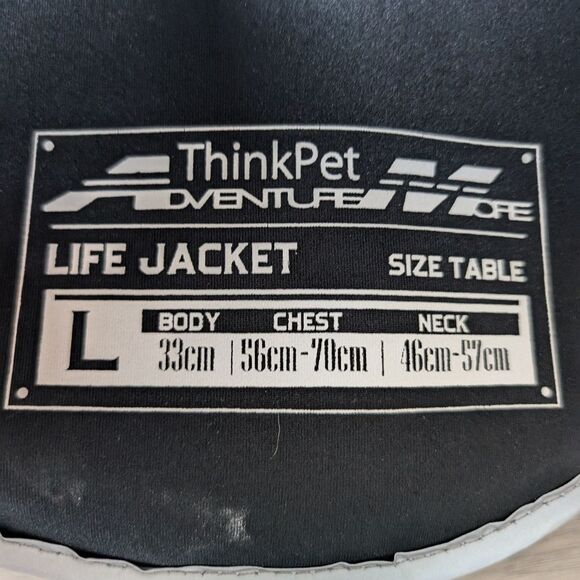 ThinkPet
ADVENTURE MORE
LIFE JACKET SIZE TABLE
L BODY CHEST NECK
33cm | 56cm-70cm | 46cm-57cm